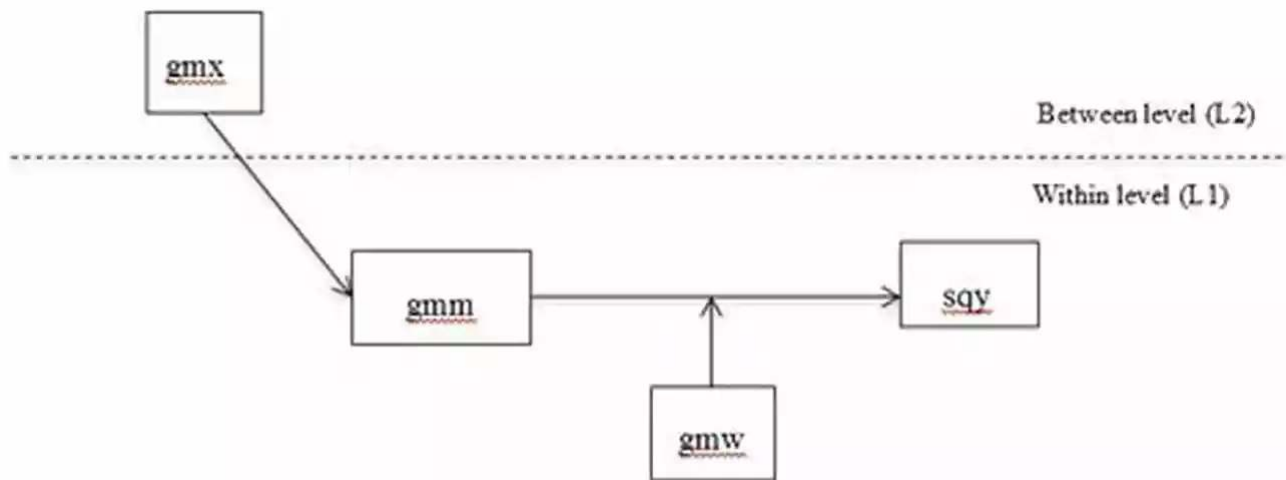 gmx
Between level (L2)
Within level (L1)
gmm
sqy
gmw